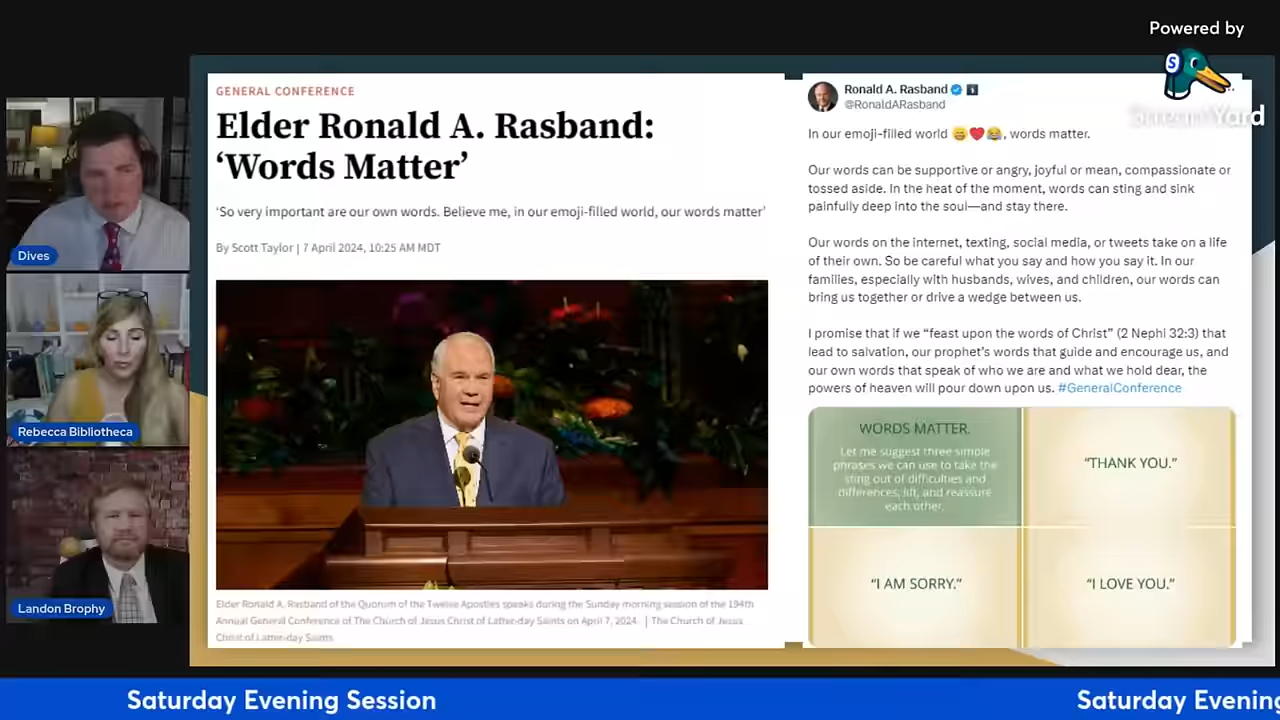 Powered by
StreamYard
GENERAL CONFERENCE
Elder Ronald A. Rasband:
‘Words Matter’
‘So very important are our own words. Believe me, in our emoji-filled world, our words matter’
By Scott Taylor | 7 April 2024, 10:25 AM MDT
Elder Ronald A. Rasband of the Quorum of the Twelve Apostles speaks during the Sunday morning session of the 194th
Annual General Conference of The Church of Jesus Christ of Latter-day Saints on April 7, 2024. | The Church of Jesus
Christ of Latter-day Saints
Ronald A. Rasband
@RonaldARasband
In our emoji-filled world 😄❤️😂, words matter.
Our words can be supportive or angry, joyful or mean, compassionate or
tossed aside. In the heat of the moment, words can sting and sink
painfully deep into the soul—and stay there.
Our words on the internet, texting, social media, or tweets take on a life
of their own. So be careful what you say and how you say it. In our
families, especially with husbands, wives, and children, our words can
bring us together or drive a wedge between us.
I promise that if we “feast upon the words of Christ” (2 Nephi 32:3) that
lead to salvation, our prophet’s words that guide and encourage us, and
our own words that speak of who we are and what we hold dear, the
powers of heaven will pour down upon us. #GeneralConference
WORDS MATTER.
Let me suggest three simple
phrases we can use to take the
sting out of difficulties and
differences, lift, and reassure
each other.
“THANK YOU.”
“I AM SORRY.”
“I LOVE YOU.”
Dives
Rebecca Bibliotheca
Landon Brophy
Saturday Evening Session
Saturday Evening